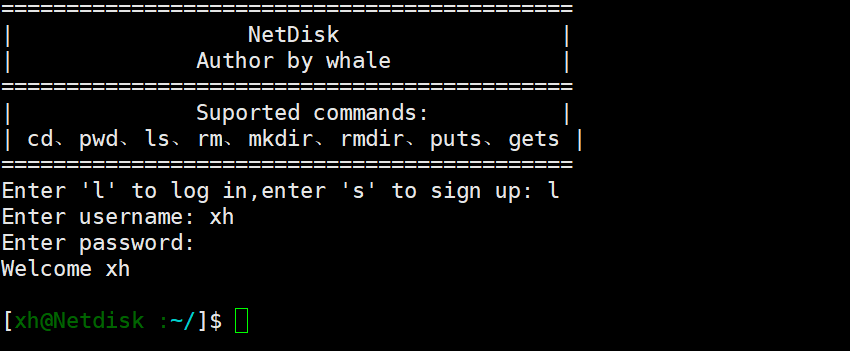 ============================================
| NetDisk |
| Author by whale |
============================================
| Suported commands: |
| cd、pwd、ls、rm、mkdir、rmdir、puts、gets |
============================================
Enter 'l' to log in,enter 's' to sign up: l
Enter username: xh
Enter password:
Welcome xh
[xh@Netdisk :~/]$